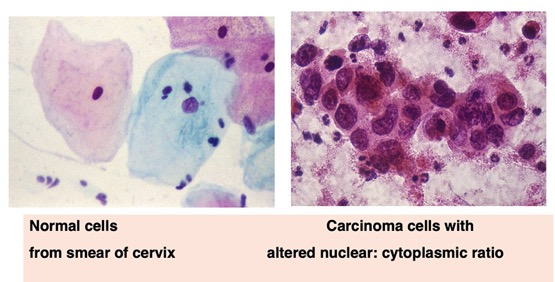 Normal cells
from smear of cervix
Carcinoma cells with
altered nuclear: cytoplasmic ratio